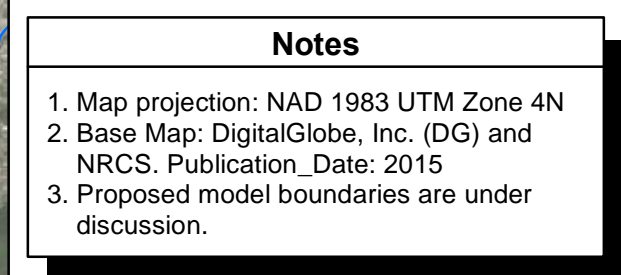 Notes
1. Map projection: NAD 1983 UTM Zone 4N
2. Base Map: DigitalGlobe, Inc. (DG) and
NRCS. Publication_Date: 2015
3. Proposed model boundaries are under
discussion.